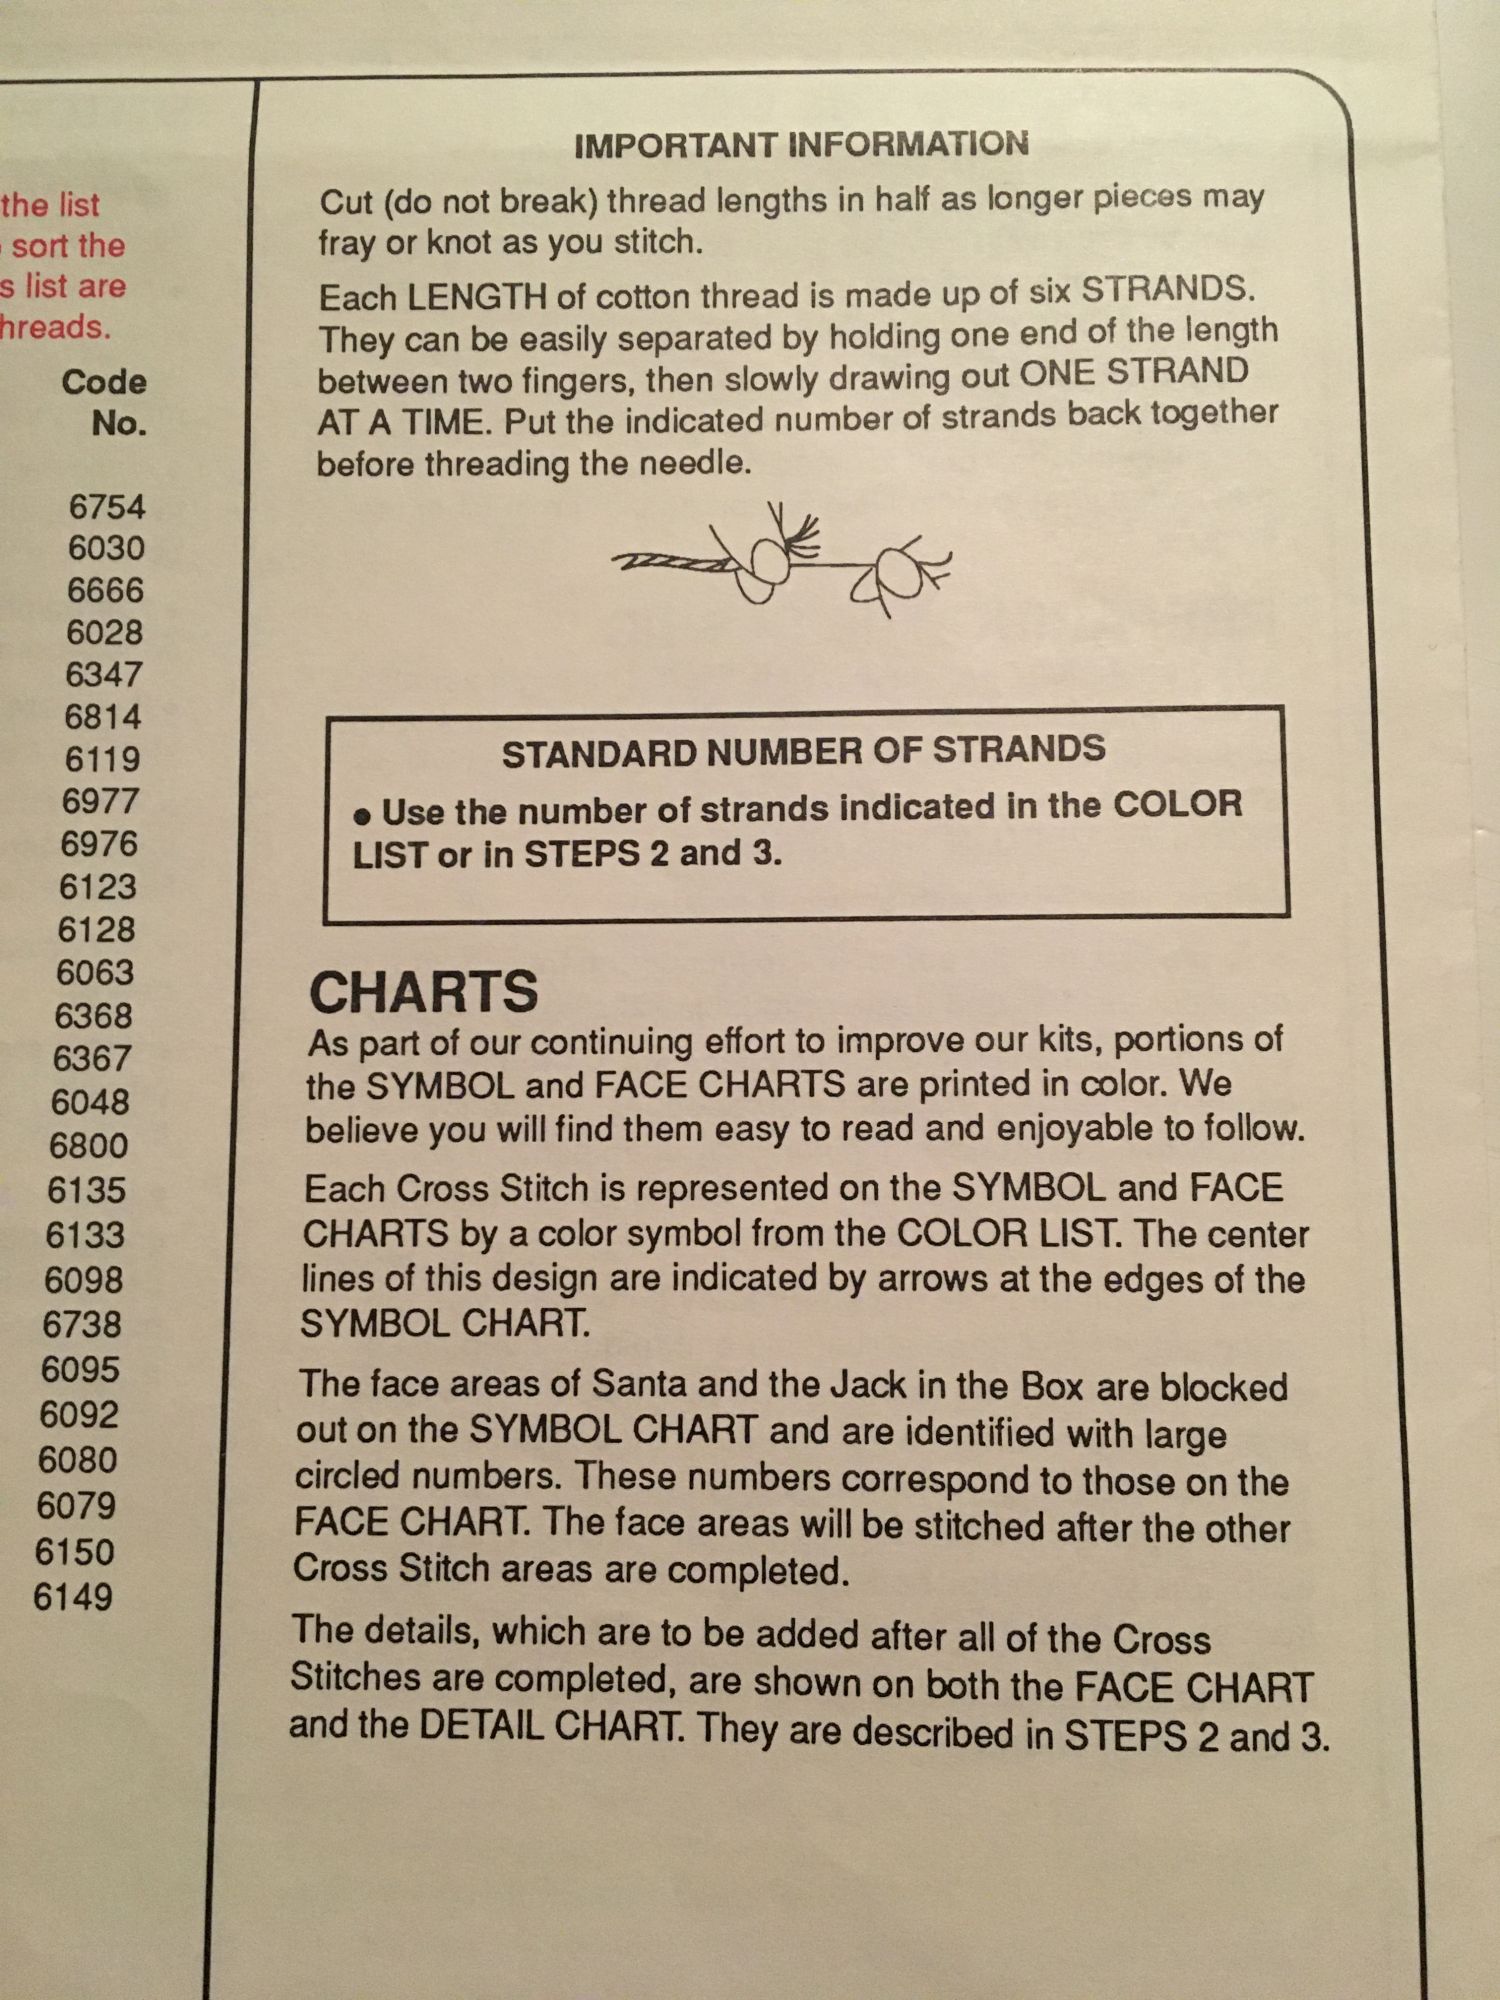 the list
sort the
s list are
hreads.
Code
No.
6754
6030
6666
6028
6347
6814
6119
6977
6976
6123
6128
6063
6368
6367
6048
6800
6135
6133
6098
6738
6095
6092
6080
6079
6150
6149
IMPORTANT INFORMATION
Cut (do not break) thread lengths in half as longer pieces may
fray or knot as you stitch.
Each LENGTH of cotton thread is made up of six STRANDS.
They can be easily separated by holding one end of the length
between two fingers, then slowly drawing out ONE STRAND
AT A TIME. Put the indicated number of strands back together
before threading the needle.
STANDARD NUMBER OF STRANDS
● Use the number of strands indicated in the COLOR
LIST or in STEPS 2 and 3.
CHARTS
As part of our continuing effort to improve our kits, portions of
the SYMBOL and FACE CHARTS are printed in color. We
believe you will find them easy to read and enjoyable to follow.
Each Cross Stitch is represented on the SYMBOL and FACE
CHARTS by a color symbol from the COLOR LIST. The center
lines of this design are indicated by arrows at the edges of the
SYMBOL CHART.
The face areas of Santa and the Jack in the Box are blocked
out on the SYMBOL CHART and are identified with large
circled numbers. These numbers correspond to those on the
FACE CHART. The face areas will be stitched after the other
Cross Stitch areas are completed.
The details, which are to be added after all of the Cross
Stitches are completed, are shown on both the FACE CHART
and the DETAIL CHART. They are described in STEPS 2 and 3.